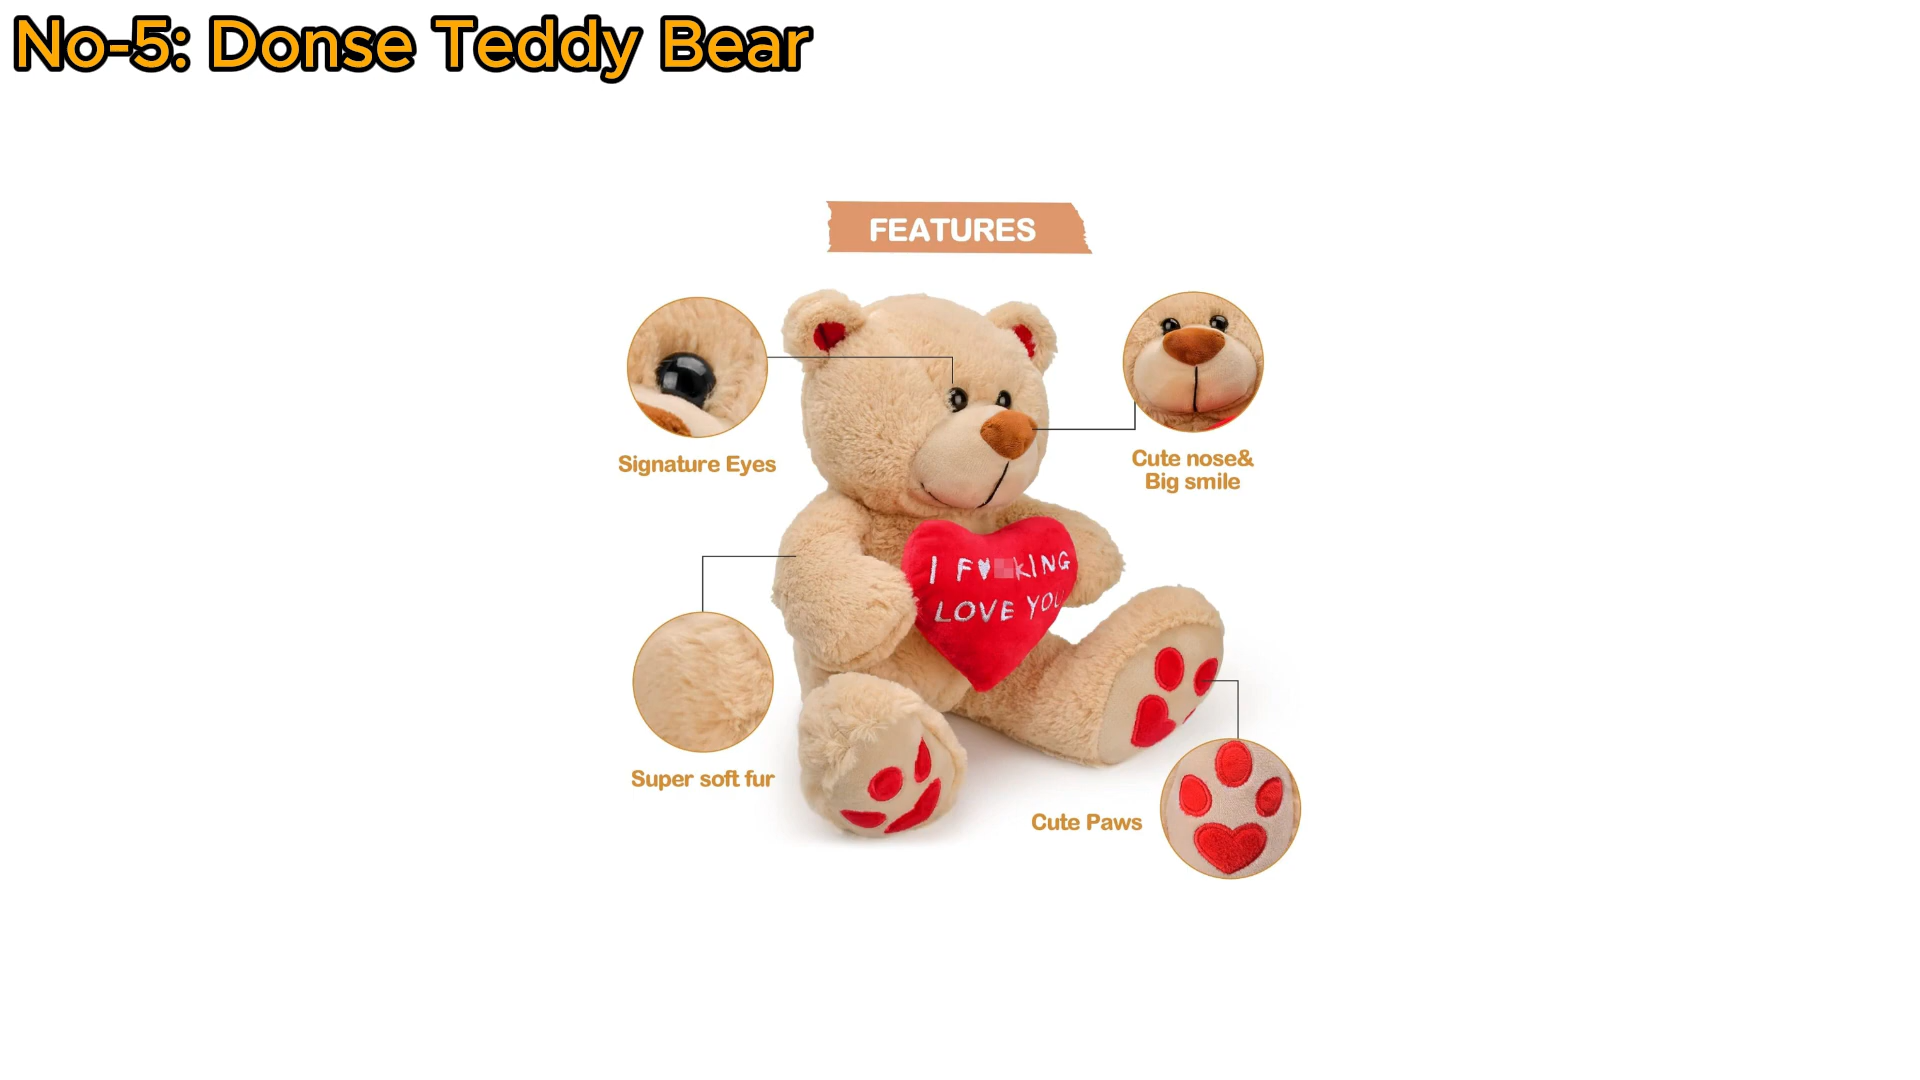 No-5: Donse Teddy Bear
FEATURES
Signature Eyes
Cute nose&
Big smile
I F♥ KING
LOVE YOU
Super soft fur
Cute Paws